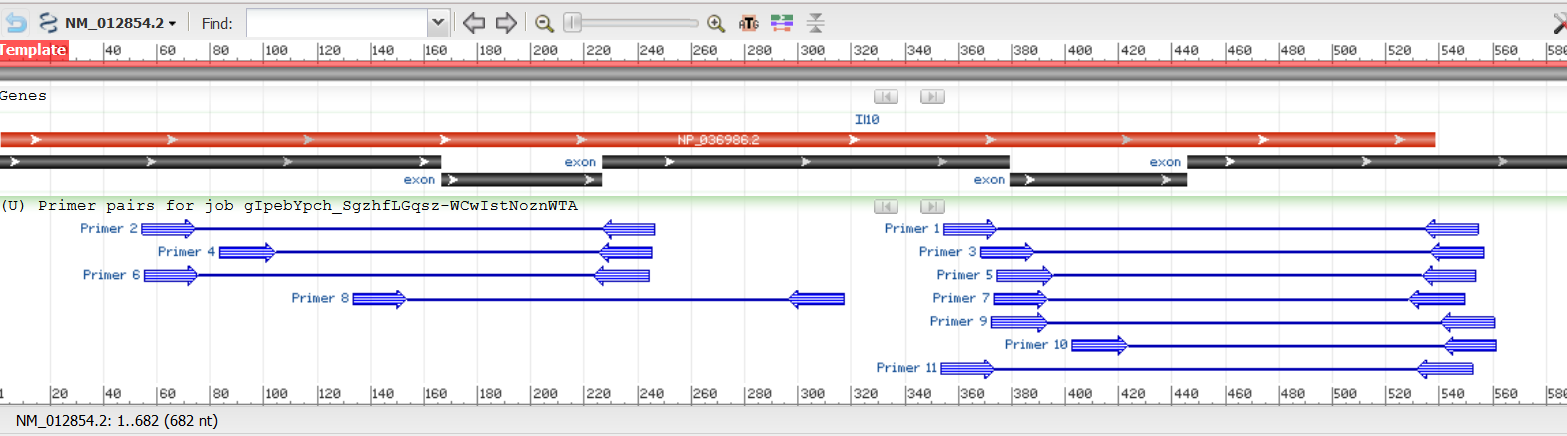 NM_012854.2 Find:
Template 40 60 80 100 120 140 160 180 200 220 240 260 280 300 320 340 360 380 400 420 440 460 480 500 520 540 560 580
Genes
Il10
NP_036986.2
exon exon
exon exon
(U) Primer pairs for job gIpebYpch_SgzhfLGqsz-WCwIstNoznWTA
Primer 2 Primer 1
Primer 4 Primer 3
Primer 6 Primer 5
Primer 8 Primer 7
Primer 9
Primer 10
Primer 11
1 20 40 60 80 100 120 140 160 180 200 220 240 260 280 300 320 340 360 380 400 420 440 460 480 500 520 540 560 580
NM_012854.2: 1..682 (682 nt)